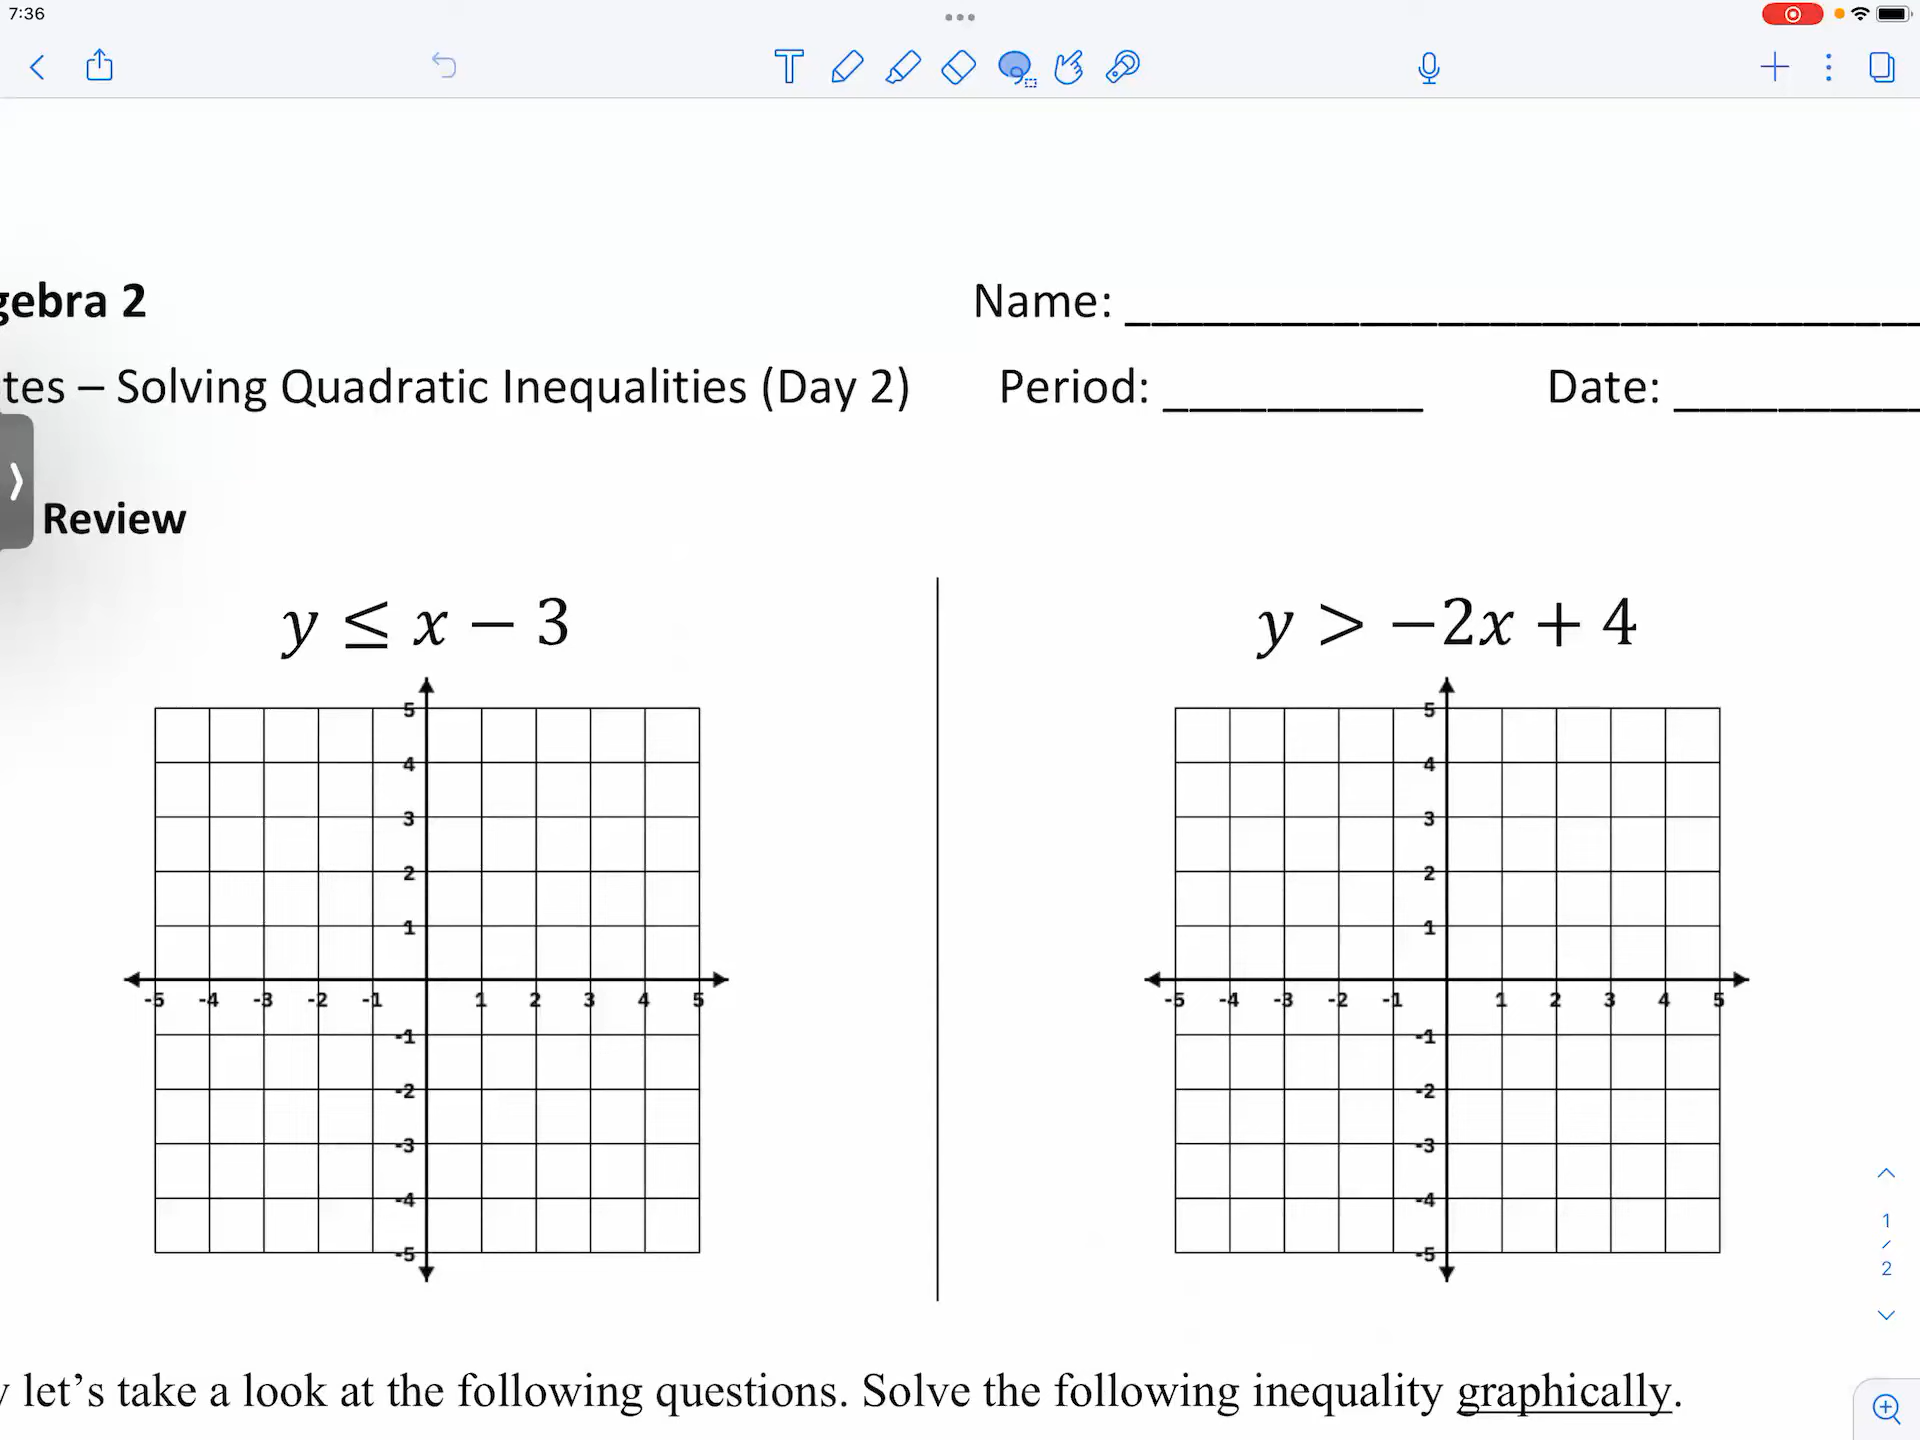 7:36
gebra 2
Name: ___________________________
tes – Solving Quadratic Inequalities (Day 2)
Period: __________
Date: __________
Review
y ≤ x − 3
y > −2x + 4
5
4
3
2
1
-5 -4 -3 -2 -1 1 2 3 4 5
-1
-2
-3
-4
-5
5
4
3
2
1
-5 -4 -3 -2 -1 1 2 3 4 5
-1
-2
-3
-4
-5
1
/
2
let’s take a look at the following questions. Solve the following inequality graphically.